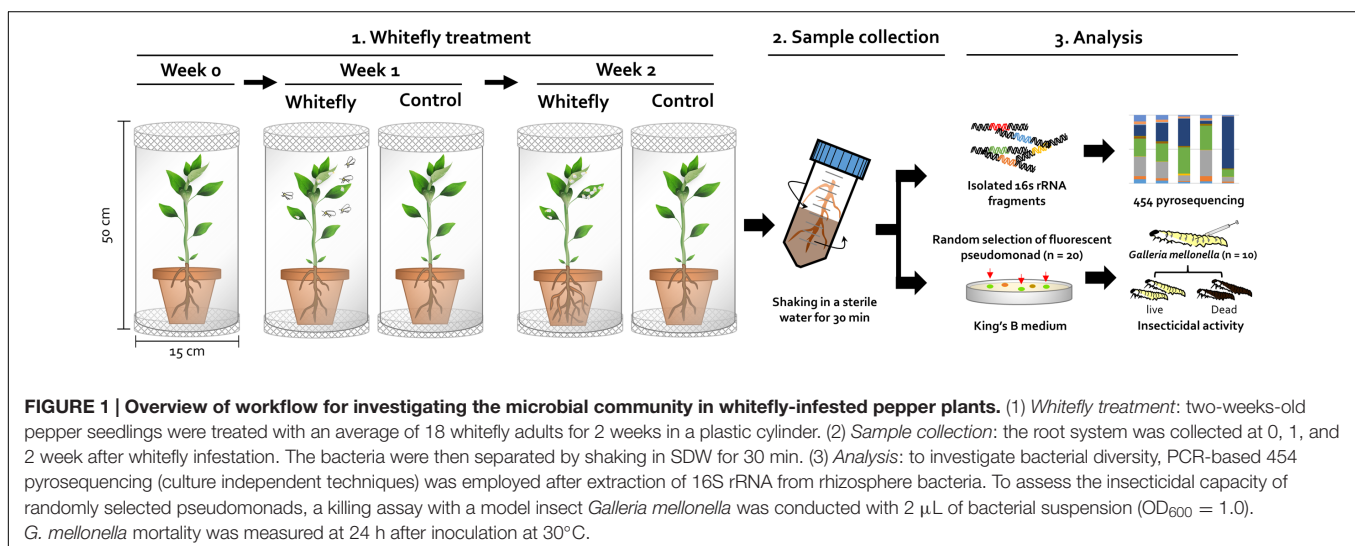 1. Whitefly treatment
2. Sample collection
3. Analysis
Week 0
Week 1
Week 2
Whitefly
Control
Whitefly
Control
50 cm
15 cm
Shaking in a sterile
water for 30 min
Isolated 16s rRNA
fragments
454 pyrosequencing
Random selection of fluorescent
pseudomonad (n = 20)
King's B medium
Galleria mellonella (n = 10)
live
Dead
Insecticidal activity
FIGURE 1 | Overview of workflow for investigating the microbial community in whitefly-infested pepper plants. (1) Whitefly treatment: two-weeks-old
pepper seedlings were treated with an average of 18 whitefly adults for 2 weeks in a plastic cylinder. (2) Sample collection: the root system was collected at 0, 1, and
2 week after whitefly infestation. The bacteria were then separated by shaking in SDW for 30 min. (3) Analysis: to investigate bacterial diversity, PCR-based 454
pyrosequencing (culture independent techniques) was employed after extraction of 16S rRNA from rhizosphere bacteria. To assess the insecticidal capacity of
randomly selected pseudomonads, a killing assay with a model insect Galleria mellonella was conducted with 2 μL of bacterial suspension (OD600 = 1.0).
G. mellonella mortality was measured at 24 h after inoculation at 30°C.